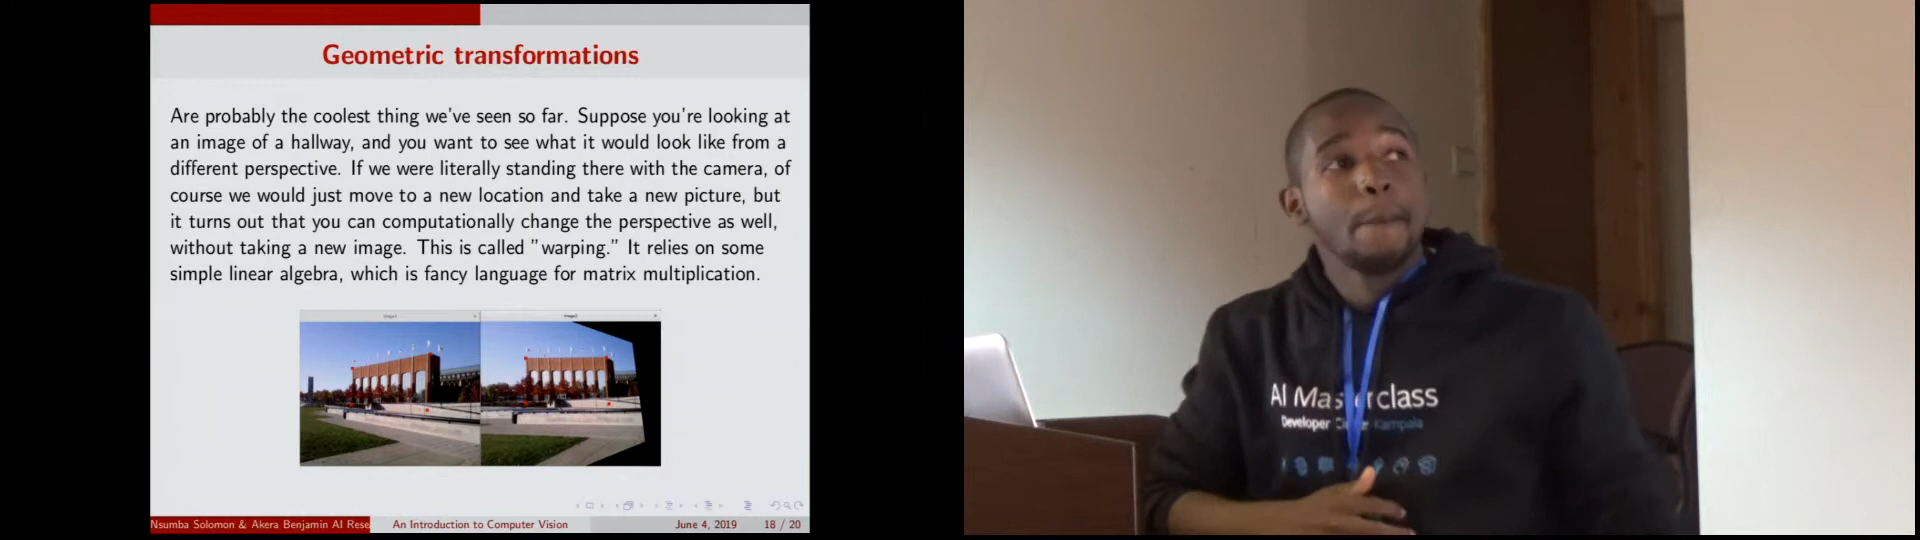 Geometric transformations
Are probably the coolest thing we've seen so far. Suppose you're looking at
an image of a hallway, and you want to see what it would look like from a
different perspective. If we were literally standing there with the camera, of
course we would just move to a new location and take a new picture, but
it turns out that you can computationally change the perspective as well,
without taking a new image. This is called "warping." It relies on some
simple linear algebra, which is fancy language for matrix multiplication.
Nsumba Solomon & Akera Benjamin AI Rese
An Introduction to Computer Vision
June 4, 2019
18 / 20
AI Masterclass
Developer Kampala